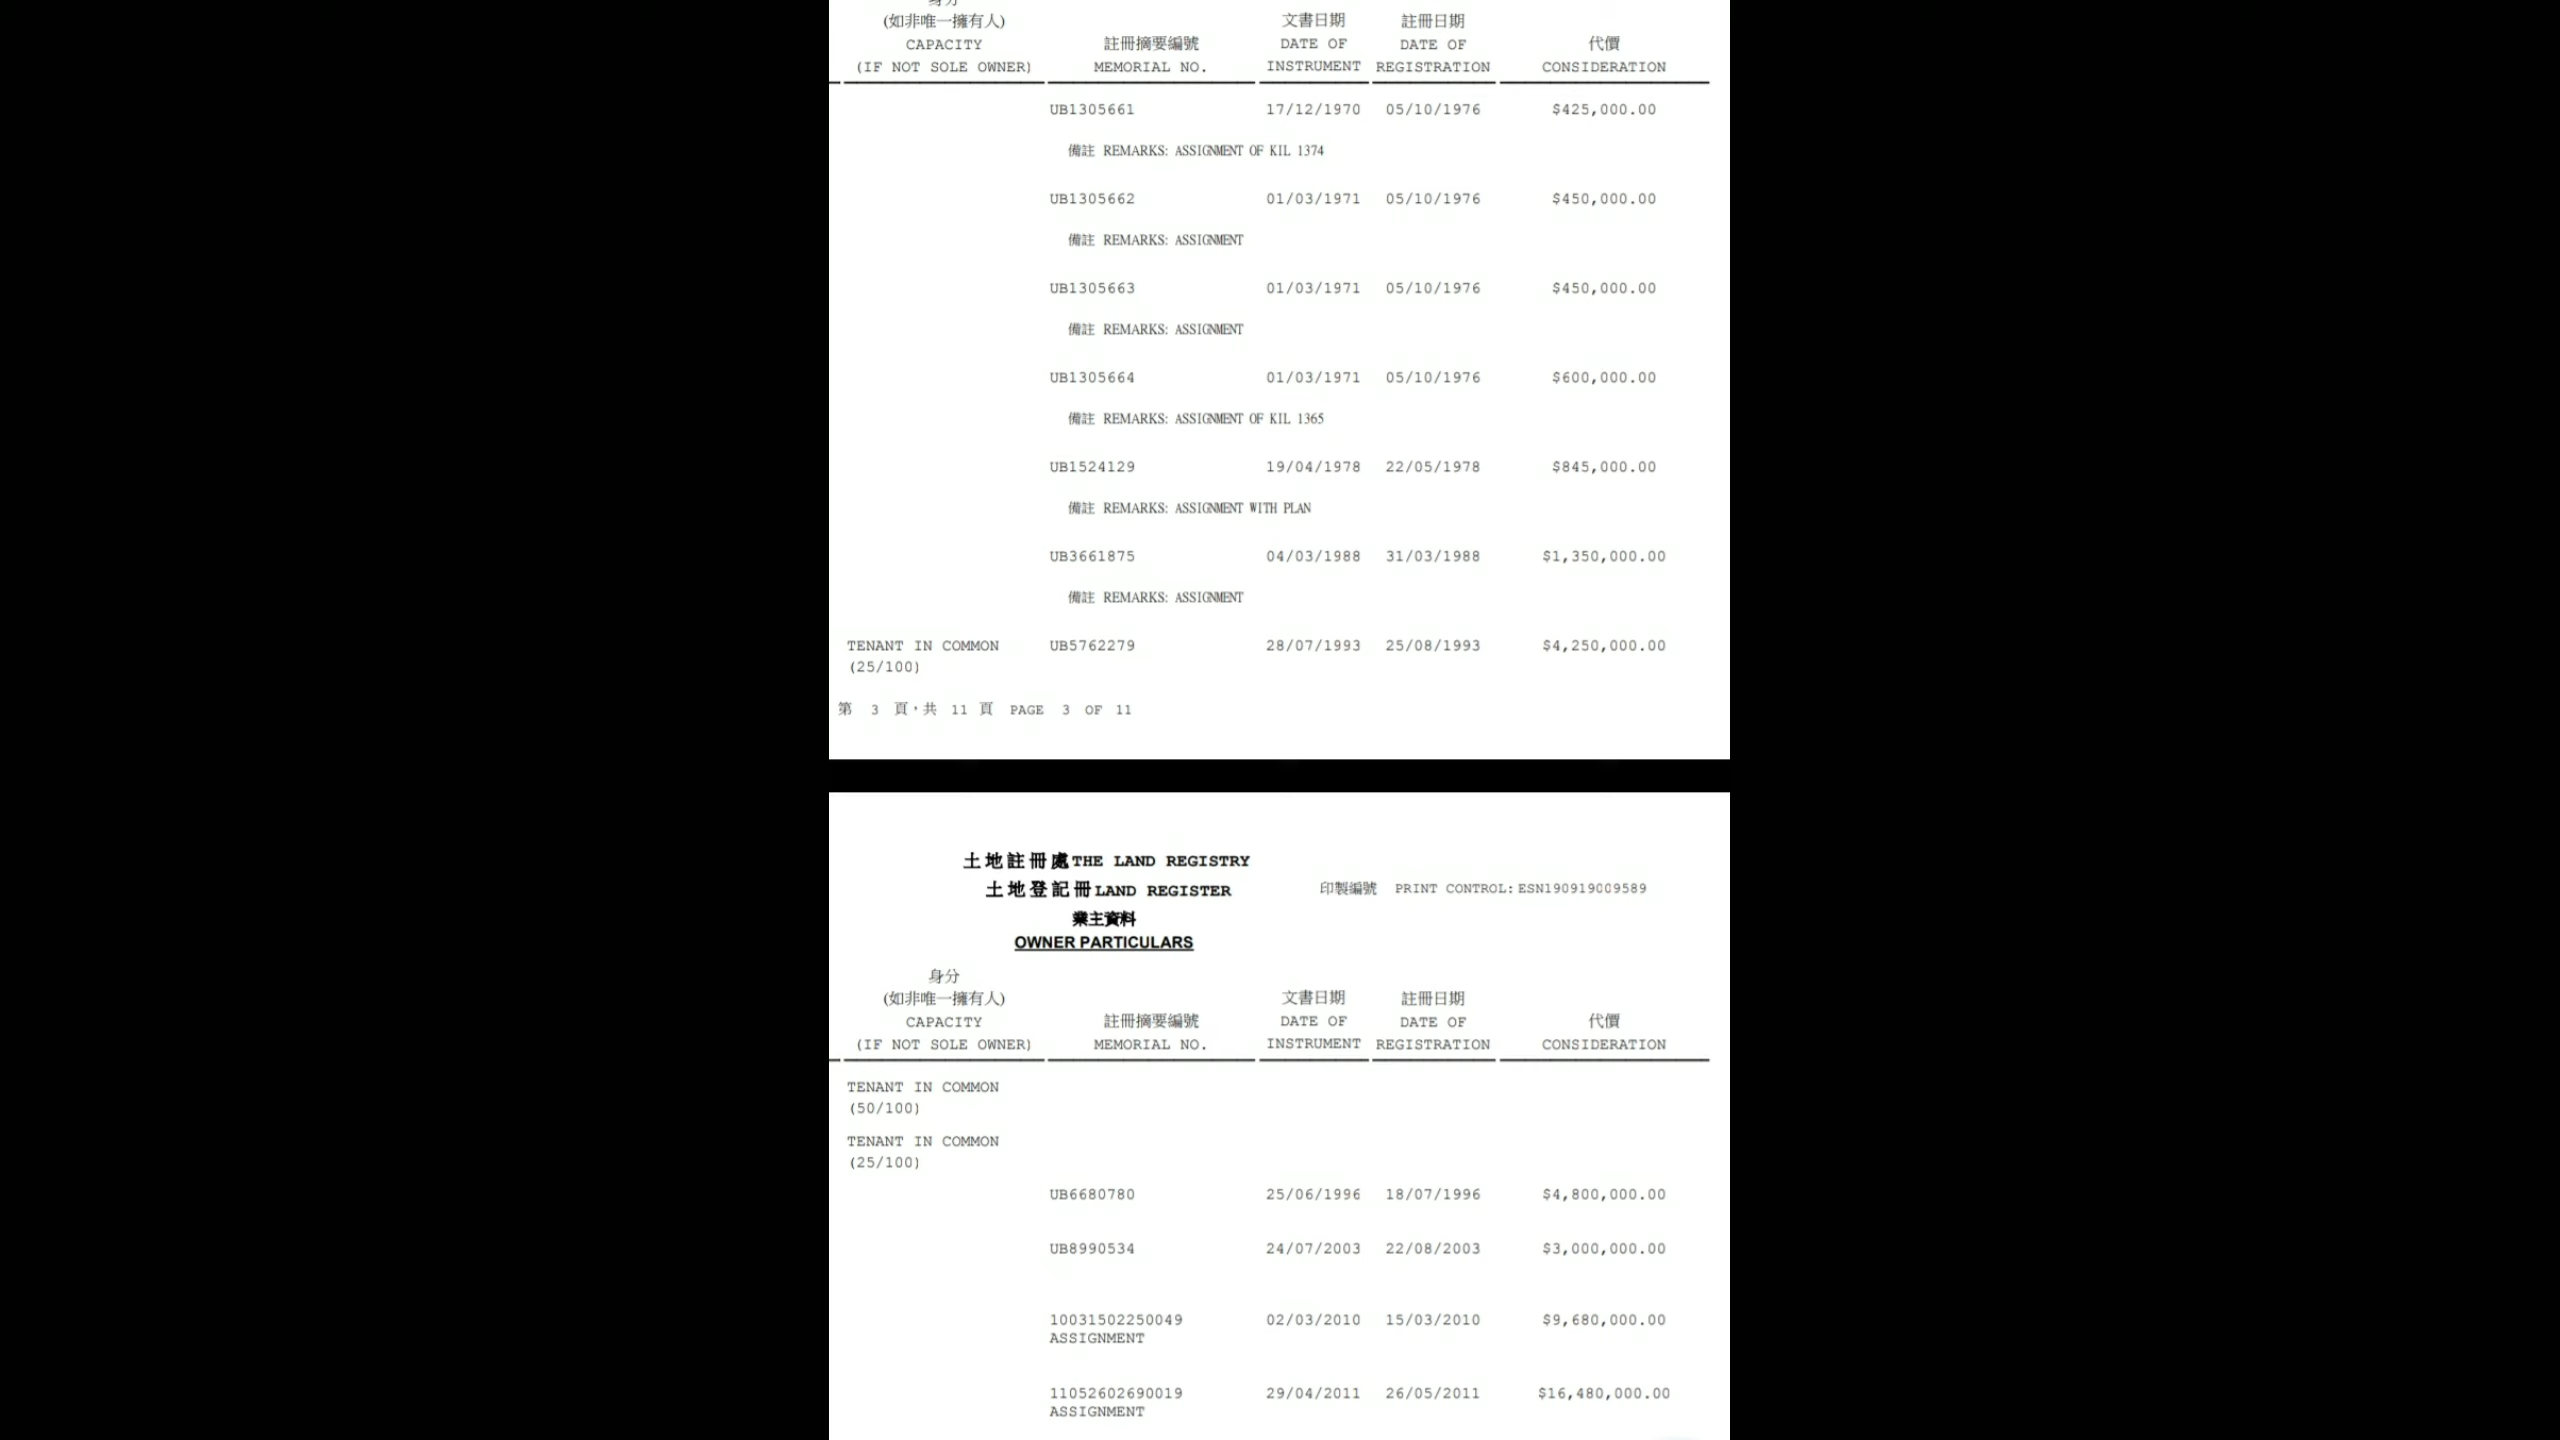 身分
(如非唯一擁有人) 文書日期 註冊日期
CAPACITY 註冊摘要編號 DATE OF DATE OF 代價
(IF NOT SOLE OWNER) MEMORIAL NO. INSTRUMENT REGISTRATION CONSIDERATION
UB1305661 17/12/1970 05/10/1976 $425,000.00
備註 REMARKS: ASSIGNMENT OF KIL 1374
UB1305662 01/03/1971 05/10/1976 $450,000.00
備註 REMARKS: ASSIGNMENT
UB1305663 01/03/1971 05/10/1976 $450,000.00
備註 REMARKS: ASSIGNMENT
UB1305664 01/03/1971 05/10/1976 $600,000.00
備註 REMARKS: ASSIGNMENT OF KIL 1365
UB1524129 19/04/1978 22/05/1978 $845,000.00
備註 REMARKS: ASSIGNMENT WITH PLAN
UB3661875 04/03/1988 31/03/1988 $1,350,000.00
備註 REMARKS: ASSIGNMENT
TENANT IN COMMON UB5762279 28/07/1993 25/08/1993 $4,250,000.00
(25/100)
第 3 頁，共 11 頁 PAGE 3 OF 11
土地註冊處THE LAND REGISTRY
土地登記冊LAND REGISTER 印製編號 PRINT CONTROL: ESN190919009589
業主資料
OWNER PARTICULARS
身分
(如非唯一擁有人) 文書日期 註冊日期
CAPACITY 註冊摘要編號 DATE OF DATE OF 代價
(IF NOT SOLE OWNER) MEMORIAL NO. INSTRUMENT REGISTRATION CONSIDERATION
TENANT IN COMMON
(50/100)
TENANT IN COMMON
(25/100)
UB6680780 25/06/1996 18/07/1996 $4,800,000.00
UB8990534 24/07/2003 22/08/2003 $3,000,000.00
10031502250049 02/03/2010 15/03/2010 $9,680,000.00
ASSIGNMENT
11052602690019 29/04/2011 26/05/2011 $16,480,000.00
ASSIGNMENT